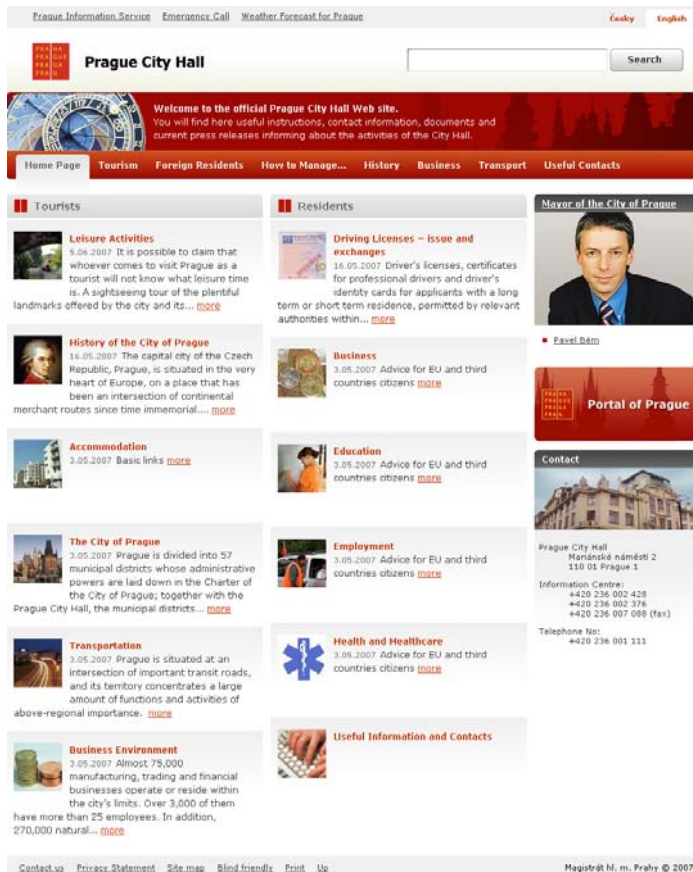 Prague Information Service Emergency Call Weather Forecast for Prague
Česky English
PRA HA
PRA GUE
PRA GA
PRA G
Prague City Hall
Search
Welcome to the official Prague City Hall Web site.
You will find here useful instructions, contact information, documents and
current press releases informing about the activities of the City Hall.
Home Page Tourism Foreign Residents How to Manage... History Business Transport Useful Contacts
Tourists
Leisure Activities
5.06.2007 It is possible to claim that
whoever comes to visit Prague as a
tourist will not know what leisure time
is. A sightseeing tour of the plentiful
landmarks offered by the city and its... more
History of the City of Prague
16.05.2007 The capital city of the Czech
Republic, Prague, is situated in the very
heart of Europe, on a place that has
been an intersection of continental
merchant routes since time immemorial.... more
Accommodation
3.05.2007 Basic links more
The City of Prague
3.05.2007 Prague is divided into 57
municipal districts whose administrative
powers are laid down in the Charter of
the City of Prague; together with the
Prague City Hall, the municipal districts... more
Transportation
3.05.2007 Prague is situated at an
intersection of important transit roads,
and its territory concentrates a large
amount of functions and activities of
above-regional importance. more
Business Environment
3.05.2007 Almost 75,000
manufacturing, trading and financial
businesses operate or reside within
the city's limits. Over 3,000 of them
have more than 25 employees. In addition,
270,000 natural... more
Residents
Driving Licenses – issue and
exchanges
16.05.2007 Driver's licenses, certificates
for professional drivers and driver's
identity cards for applicants with a long
term or short term residence, permitted by relevant
authorities within... more
Business
3.05.2007 Advice for EU and third
countries citizens more
Education
3.05.2007 Advice for EU and third
countries citizens more
Employment
3.05.2007 Advice for EU and third
countries citizens more
Health and Healthcare
3.05.2007 Advice for EU and third
countries citizens more
Useful Information and Contacts
Mayor of the City of Prague
Pavel Bém
PRA HA
PRA GUE
PRA GA
PRA G
Portal of Prague
Contact
Prague City Hall
Mariánské náměstí 2
110 01 Prague 1
Information Centre:
+420 236 002 428
+420 236 002 376
+420 236 007 088 (fax)
Telephone No:
+420 236 001 111
Contact us Privacy Statement Site map Blind friendly Print Up
Magistrát hl. m. Prahy © 2007